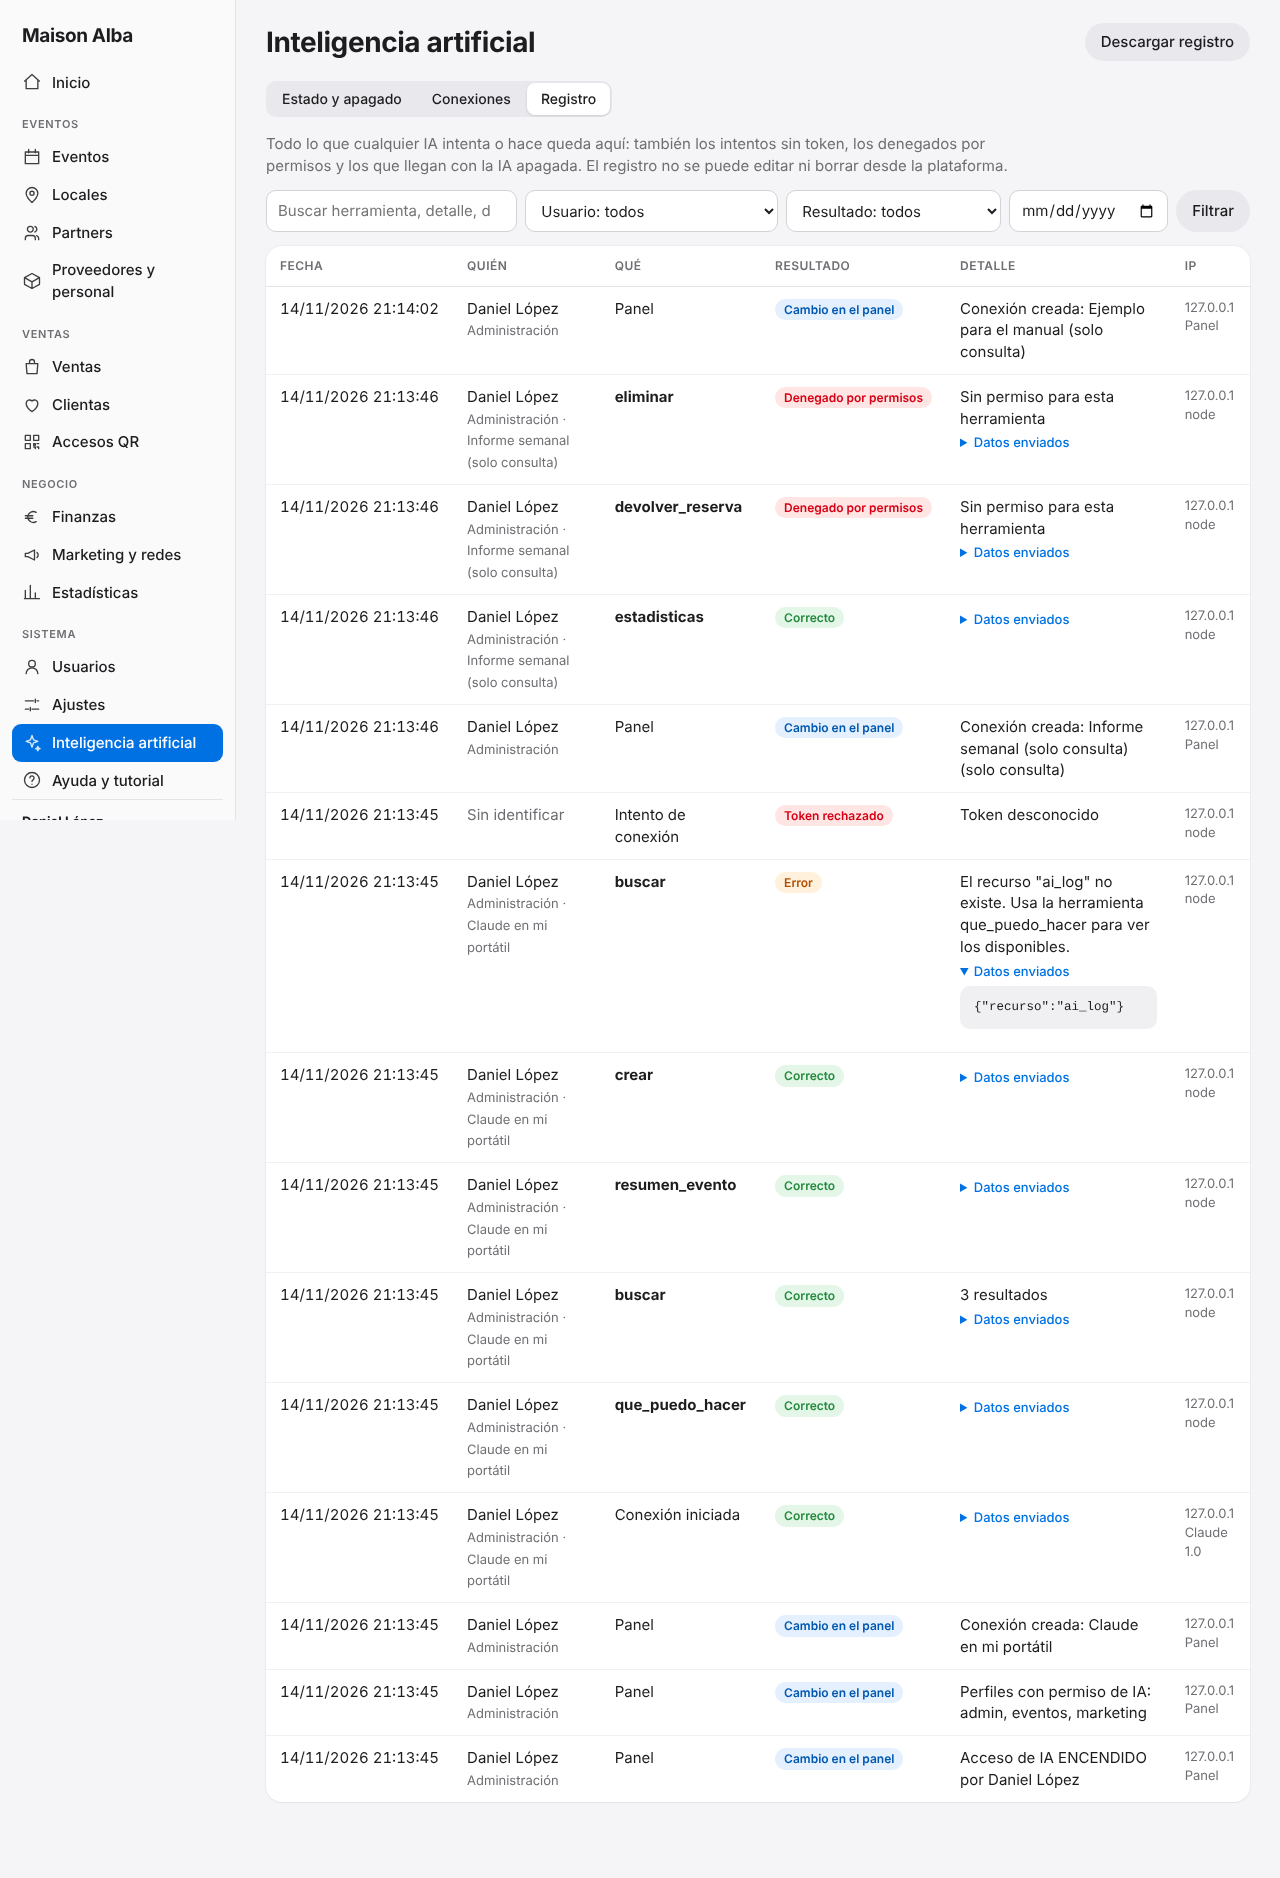 Maison Alba
Inicio
EVENTOS
Eventos
Locales
Partners
Proveedores y
personal
VENTAS
Ventas
Clientas
Accesos QR
NEGOCIO
Finanzas
Marketing y redes
Estadísticas
SISTEMA
Usuarios
Ajustes
Inteligencia artificial
Ayuda y tutorial
Daniel López
Inteligencia artificial
Descargar registro
Estado y apagado Conexiones Registro
Todo lo que cualquier IA intenta o hace queda aquí: también los intentos sin token, los denegados por
permisos y los que llegan con la IA apagada. El registro no se puede editar ni borrar desde la plataforma.
Buscar herramienta, detalle, d Usuario: todos Resultado: todos mm/dd/yyyy Filtrar
FECHA QUIÉN QUÉ RESULTADO DETALLE IP
14/11/2026 21:14:02 Daniel López Panel Cambio en el panel Conexión creada: Ejemplo 127.0.0.1
Administración para el manual (solo Panel
consulta)
14/11/2026 21:13:46 Daniel López eliminar Denegado por permisos Sin permiso para esta 127.0.0.1
Administración · herramienta node
Informe semanal ▶ Datos enviados
(solo consulta)
14/11/2026 21:13:46 Daniel López devolver_reserva Denegado por permisos Sin permiso para esta 127.0.0.1
Administración · herramienta node
Informe semanal ▶ Datos enviados
(solo consulta)
14/11/2026 21:13:46 Daniel López estadisticas Correcto ▶ Datos enviados 127.0.0.1
Administración · node
Informe semanal
(solo consulta)
14/11/2026 21:13:46 Daniel López Panel Cambio en el panel Conexión creada: Informe 127.0.0.1
Administración semanal (solo consulta) Panel
(solo consulta)
14/11/2026 21:13:45 Sin identificar Intento de Token rechazado Token desconocido 127.0.0.1
conexión node
14/11/2026 21:13:45 Daniel López buscar Error El recurso "ai_log" no 127.0.0.1
Administración · existe. Usa la herramienta node
Claude en mi que_puedo_hacer para ver
portátil los disponibles.
▼ Datos enviados
{"recurso":"ai_log"}
14/11/2026 21:13:45 Daniel López crear Correcto ▶ Datos enviados 127.0.0.1
Administración · node
Claude en mi
portátil
14/11/2026 21:13:45 Daniel López resumen_evento Correcto ▶ Datos enviados 127.0.0.1
Administración · node
Claude en mi
portátil
14/11/2026 21:13:45 Daniel López buscar Correcto 3 resultados 127.0.0.1
Administración · ▶ Datos enviados node
Claude en mi
portátil
14/11/2026 21:13:45 Daniel López que_puedo_hacer Correcto ▶ Datos enviados 127.0.0.1
Administración · node
Claude en mi
portátil
14/11/2026 21:13:45 Daniel López Conexión iniciada Correcto ▶ Datos enviados 127.0.0.1
Administración · Claude
Claude en mi 1.0
portátil
14/11/2026 21:13:45 Daniel López Panel Cambio en el panel Conexión creada: Claude 127.0.0.1
Administración en mi portátil Panel
14/11/2026 21:13:45 Daniel López Panel Cambio en el panel Perfiles con permiso de IA: 127.0.0.1
Administración admin, eventos, marketing Panel
14/11/2026 21:13:45 Daniel López Panel Cambio en el panel Acceso de IA ENCENDIDO 127.0.0.1
Administración por Daniel López Panel